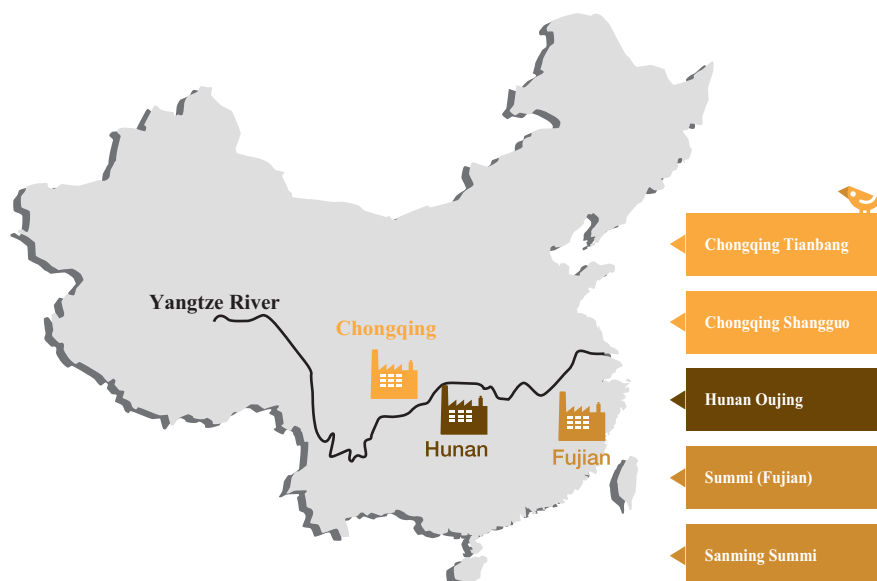 Yangtze River
Chongqing
Hunan
Fujian
Chongqing Tianbang
Chongqing Shangguo
Hunan Oujing
Summi (Fujian)
Sanming Summi